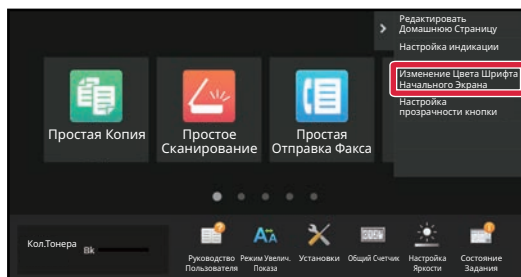 Редактировать
Домашнюю Страницу
Настройка индикации
Изменение Цвета Шрифта
Начального Экрана
Настройка
прозрачности кнопки
Простая Копия
Простое
Сканирование
Простая
Отправка Факса
Кол.Тонера
Bk
Руководство
Пользователя
Режим Увелич.
Показа
Установки
Общий Счетчик
Настройка
Яркости
Состояние
Задания